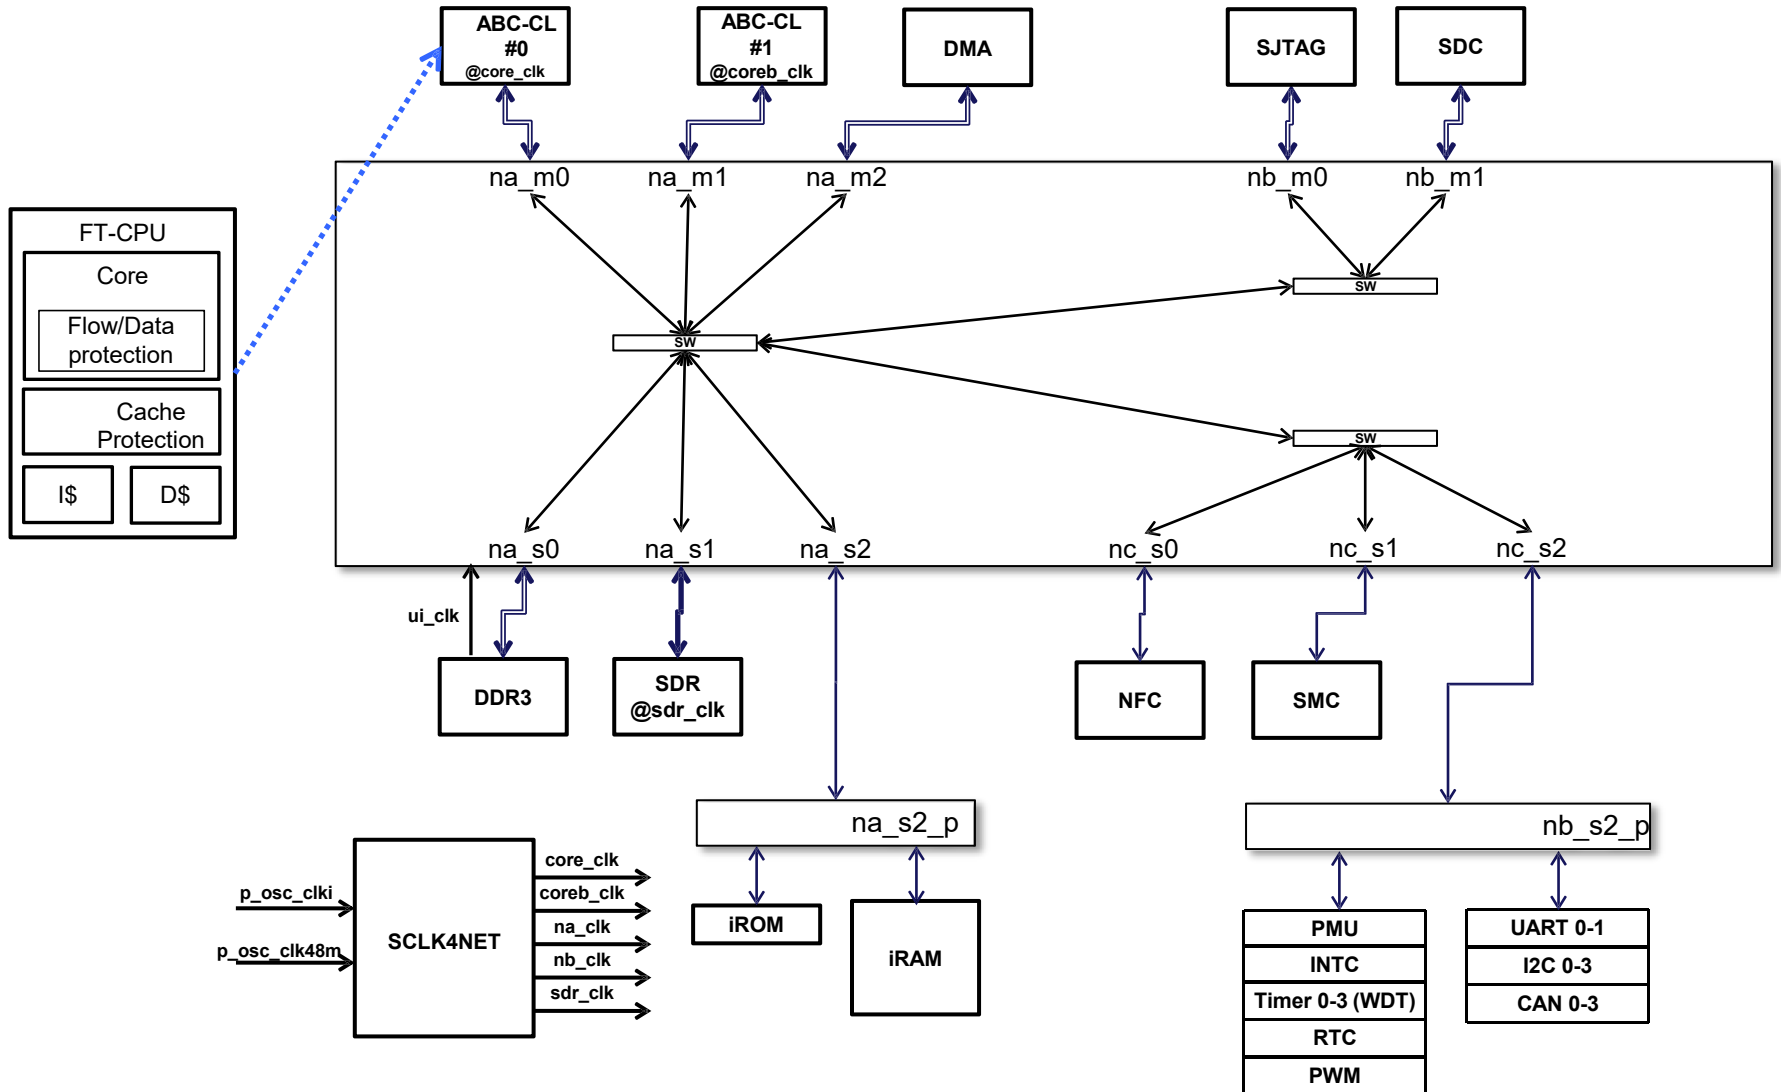 ABC-CL
#0
@core_clk
ABC-CL
#1
@coreb_clk
DMA
SJTAG
SDC
na_m0
na_m1
na_m2
nb_m0
nb_m1
FT-CPU
Core
Flow/Data
protection
Cache
Protection
I$
D$
SW
SW
SW
na_s0
na_s1
na_s2
nc_s0
nc_s1
nc_s2
ui_clk
DDR3
SDR
@sdr_clk
NFC
SMC
na_s2_p
nb_s2_p
p_osc_clki
p_osc_clk48m
SCLK4NET
core_clk
coreb_clk
na_clk
nb_clk
sdr_clk
iROM
iRAM
PMU
INTC
Timer 0-3 (WDT)
RTC
PWM
UART 0-1
I2C 0-3
CAN 0-3